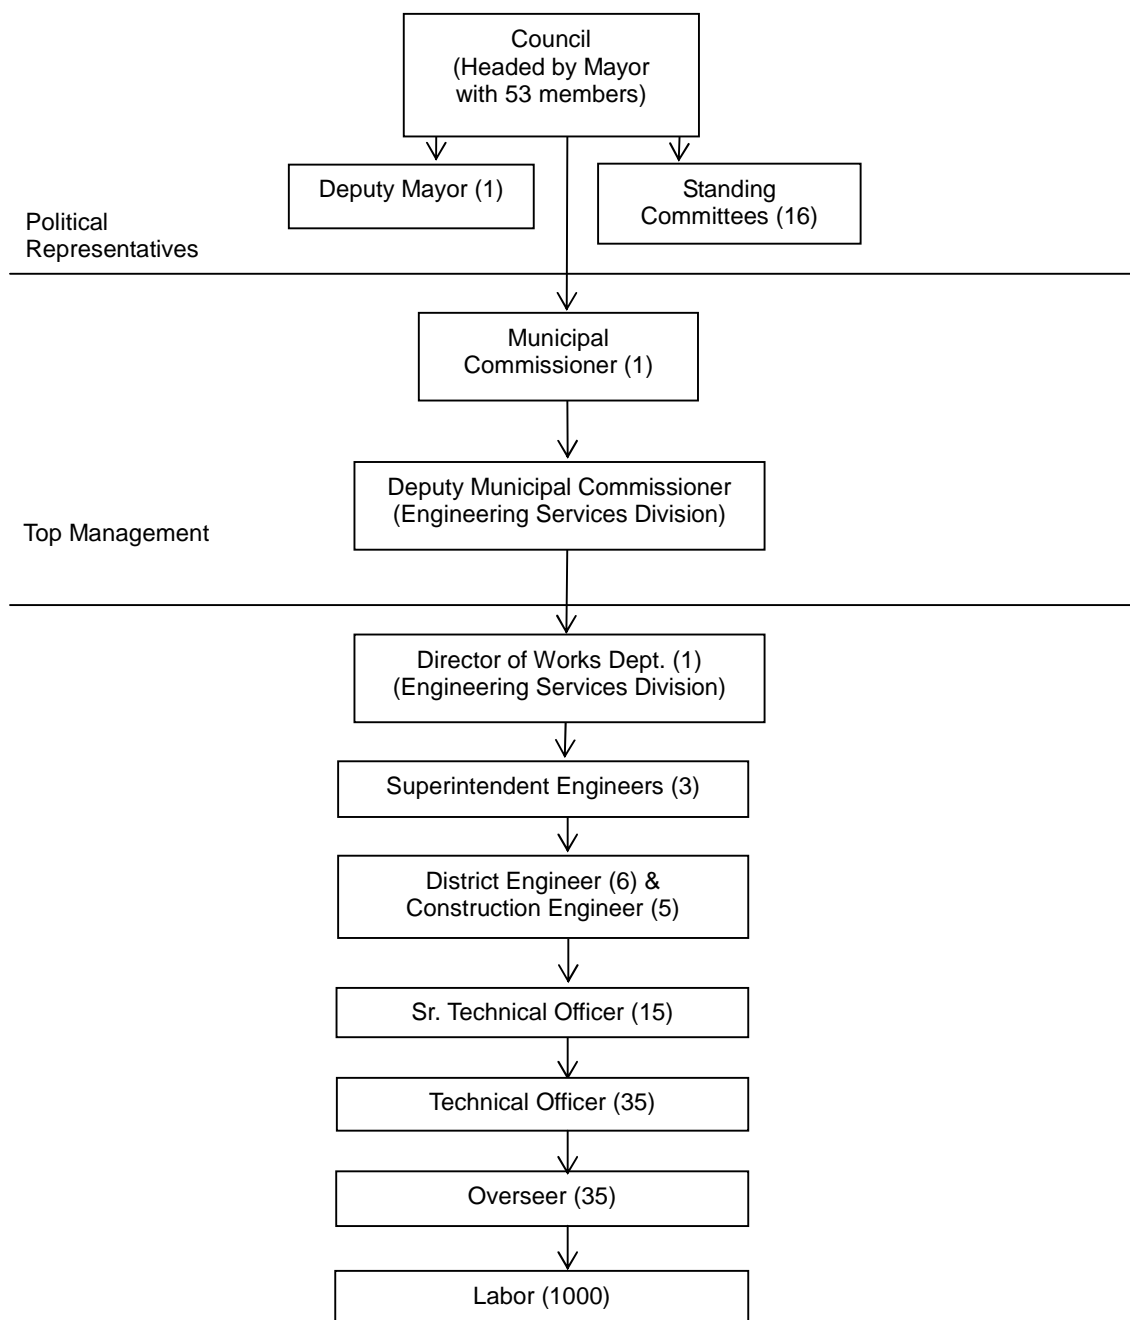 Council
(Headed by Mayor
with 53 members)
Deputy Mayor (1)
Standing
Committees (16)
Political
Representatives
Municipal
Commissioner (1)
Deputy Municipal Commissioner
(Engineering Services Division)
Top Management
Director of Works Dept. (1)
(Engineering Services Division)
Superintendent Engineers (3)
District Engineer (6) &
Construction Engineer (5)
Sr. Technical Officer (15)
Technical Officer (35)
Overseer (35)
Labor (1000)